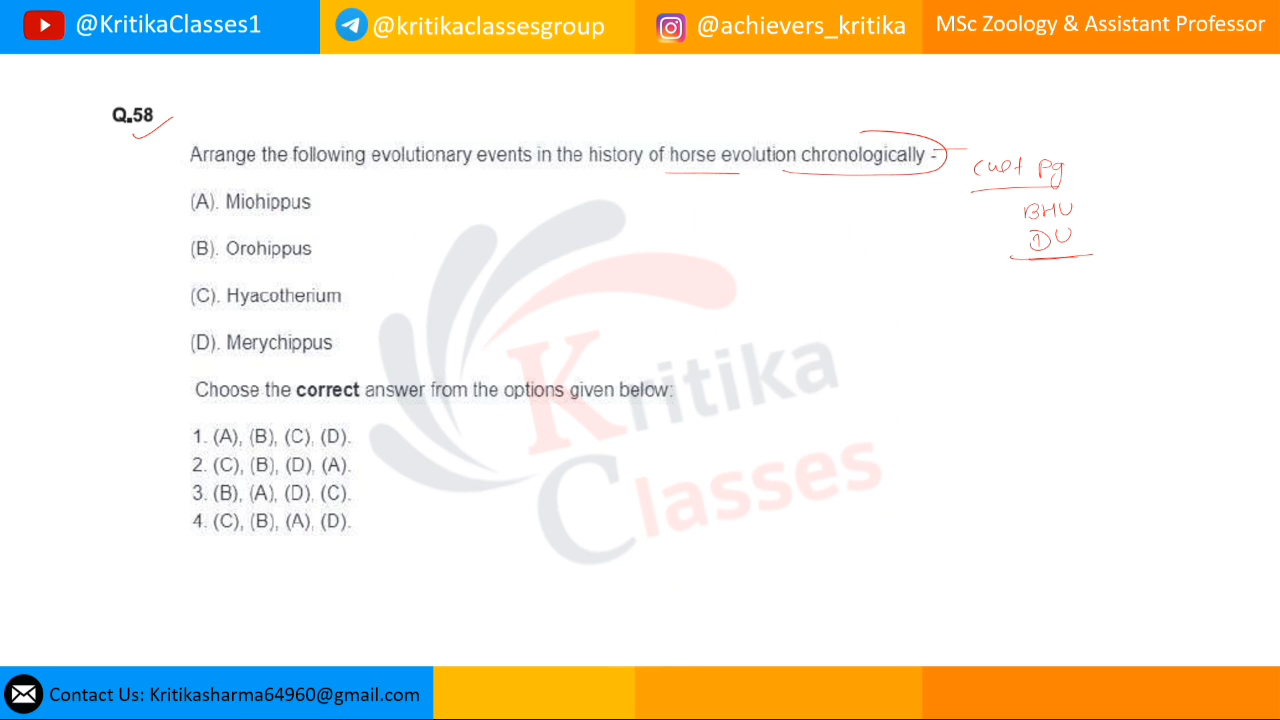 @KritikaClasses1
@kritikaclassesgroup
@achievers_kritika
MSc Zoology & Assistant Professor
Q.58
Arrange the following evolutionary events in the history of horse evolution chronologically -
cuet pg
BHU
DU
(A). Miohippus
(B). Orohippus
(C). Hyacotherium
(D). Merychippus
Choose the correct answer from the options given below:
1. (A), (B), (C), (D).
2. (C), (B), (D), (A).
3. (B), (A), (D), (C).
4. (C), (B), (A), (D).
Kritika
Classes
Contact Us: Kritikasharma64960@gmail.com